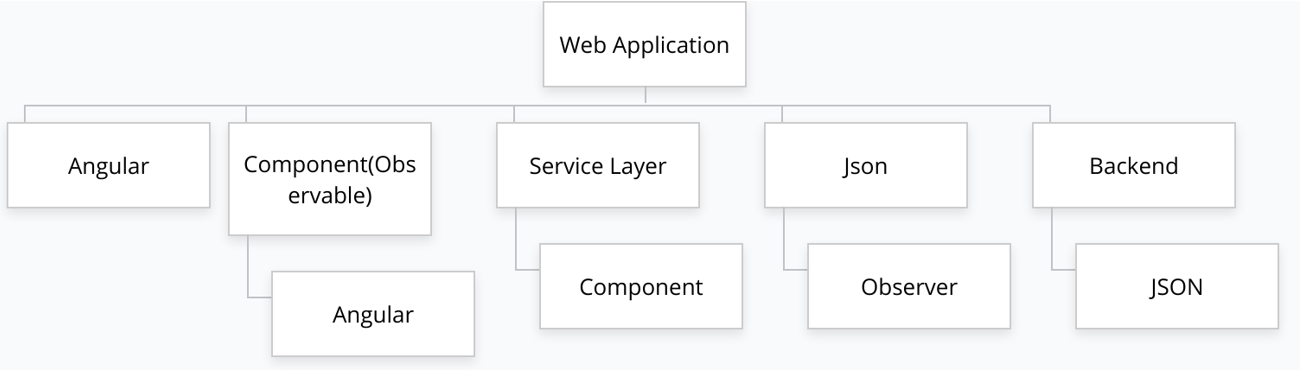 Web Application
Angular
Component(Obs
ervable)
Service Layer
Json
Backend
Angular
Component
Observer
JSON